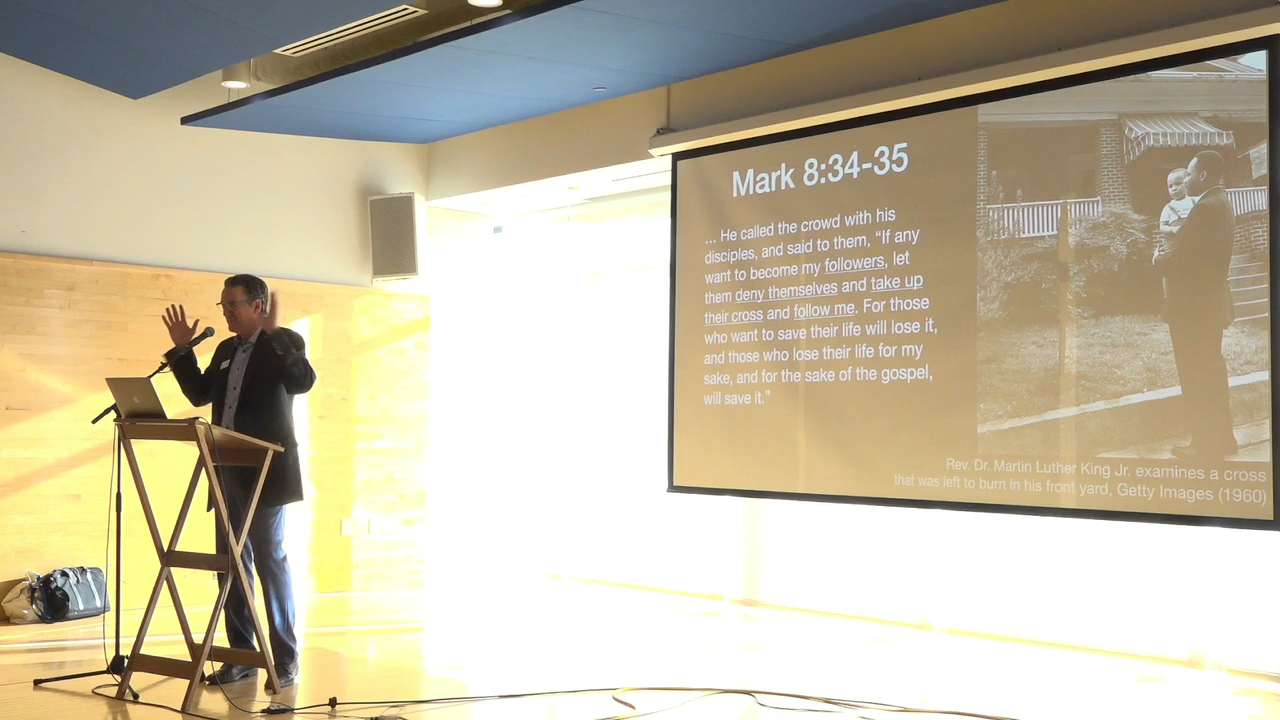 Mark 8:34-35
... He called the crowd with his
disciples, and said to them, “If any
want to become my followers, let
them deny themselves and take up
their cross and follow me. For those
who want to save their life will lose it,
and those who lose their life for my
sake, and for the sake of the gospel,
will save it.”
Rev. Dr. Martin Luther King Jr. examines a cross
that was left to burn in his front yard, Getty Images (1960)